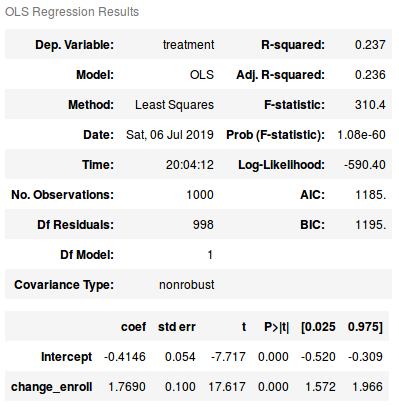 OLS Regression Results
Dep. Variable: treatment R-squared: 0.237
Model: OLS Adj. R-squared: 0.236
Method: Least Squares F-statistic: 310.4
Date: Sat, 06 Jul 2019 Prob (F-statistic): 1.08e-60
Time: 20:04:12 Log-Likelihood: -590.40
No. Observations: 1000 AIC: 1185.
Df Residuals: 998 BIC: 1195.
Df Model: 1
Covariance Type: nonrobust
coef std err t P>|t| [0.025 0.975]
Intercept -0.4146 0.054 -7.717 0.000 -0.520 -0.309
change_enroll 1.7690 0.100 17.617 0.000 1.572 1.966